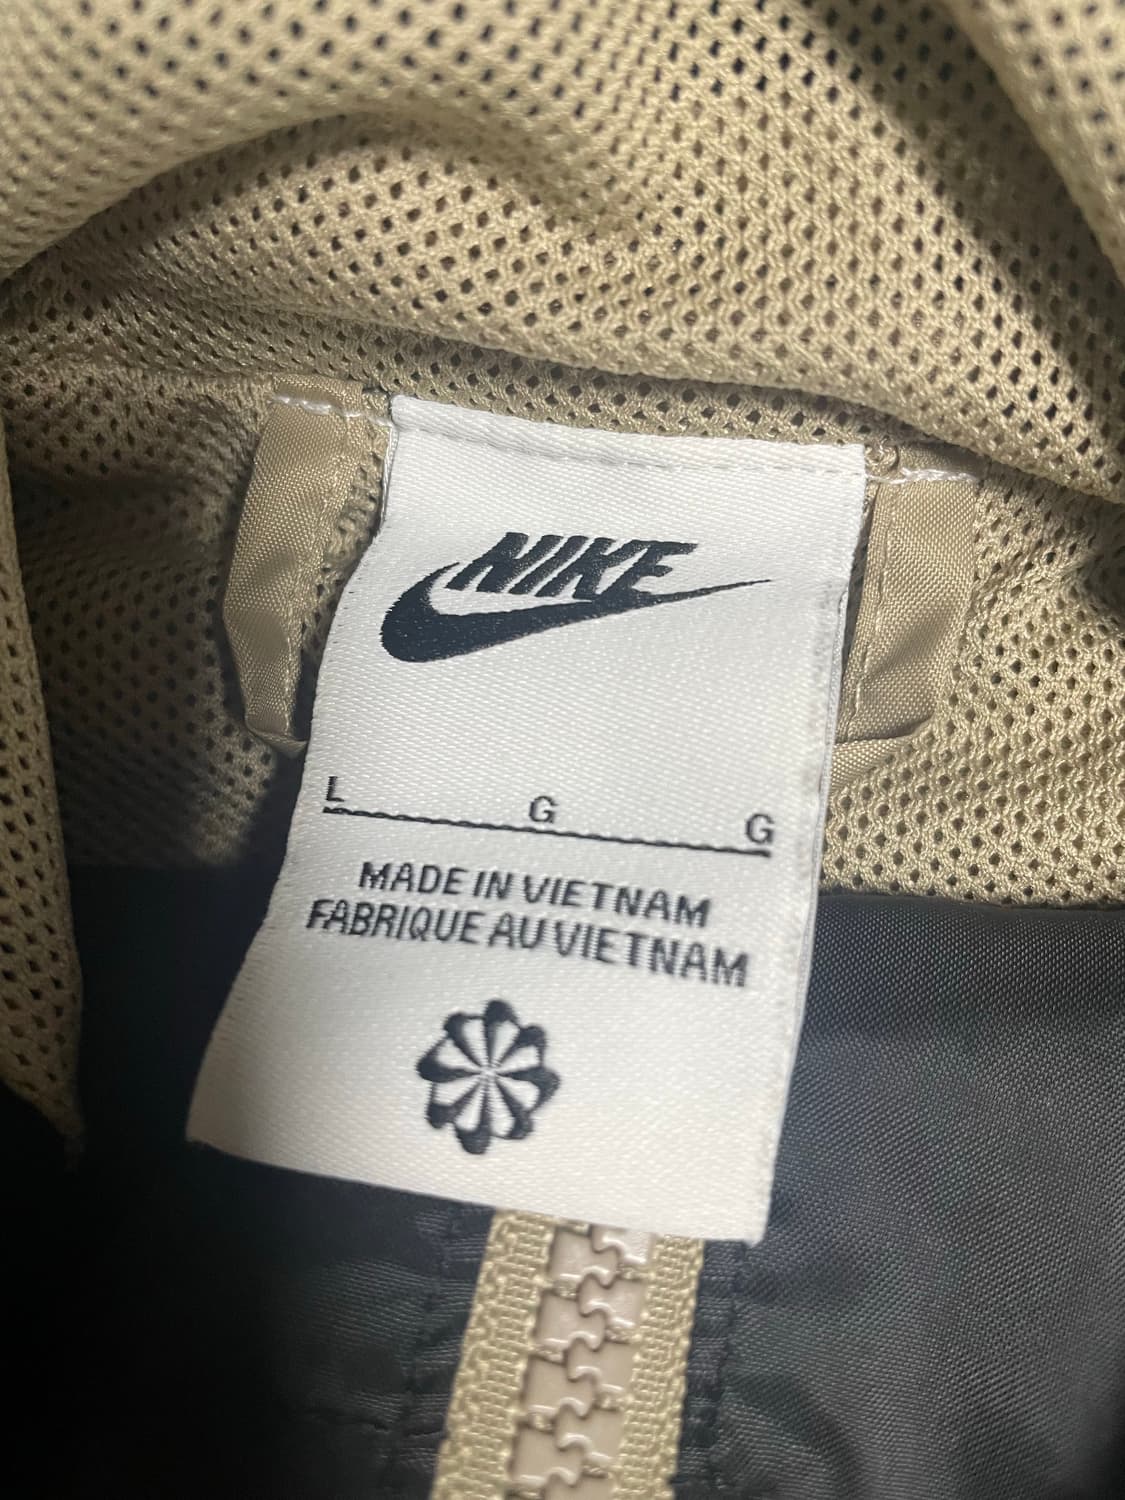 NIKE
L G G
MADE IN VIETNAM
FABRIQUE AU VIETNAM